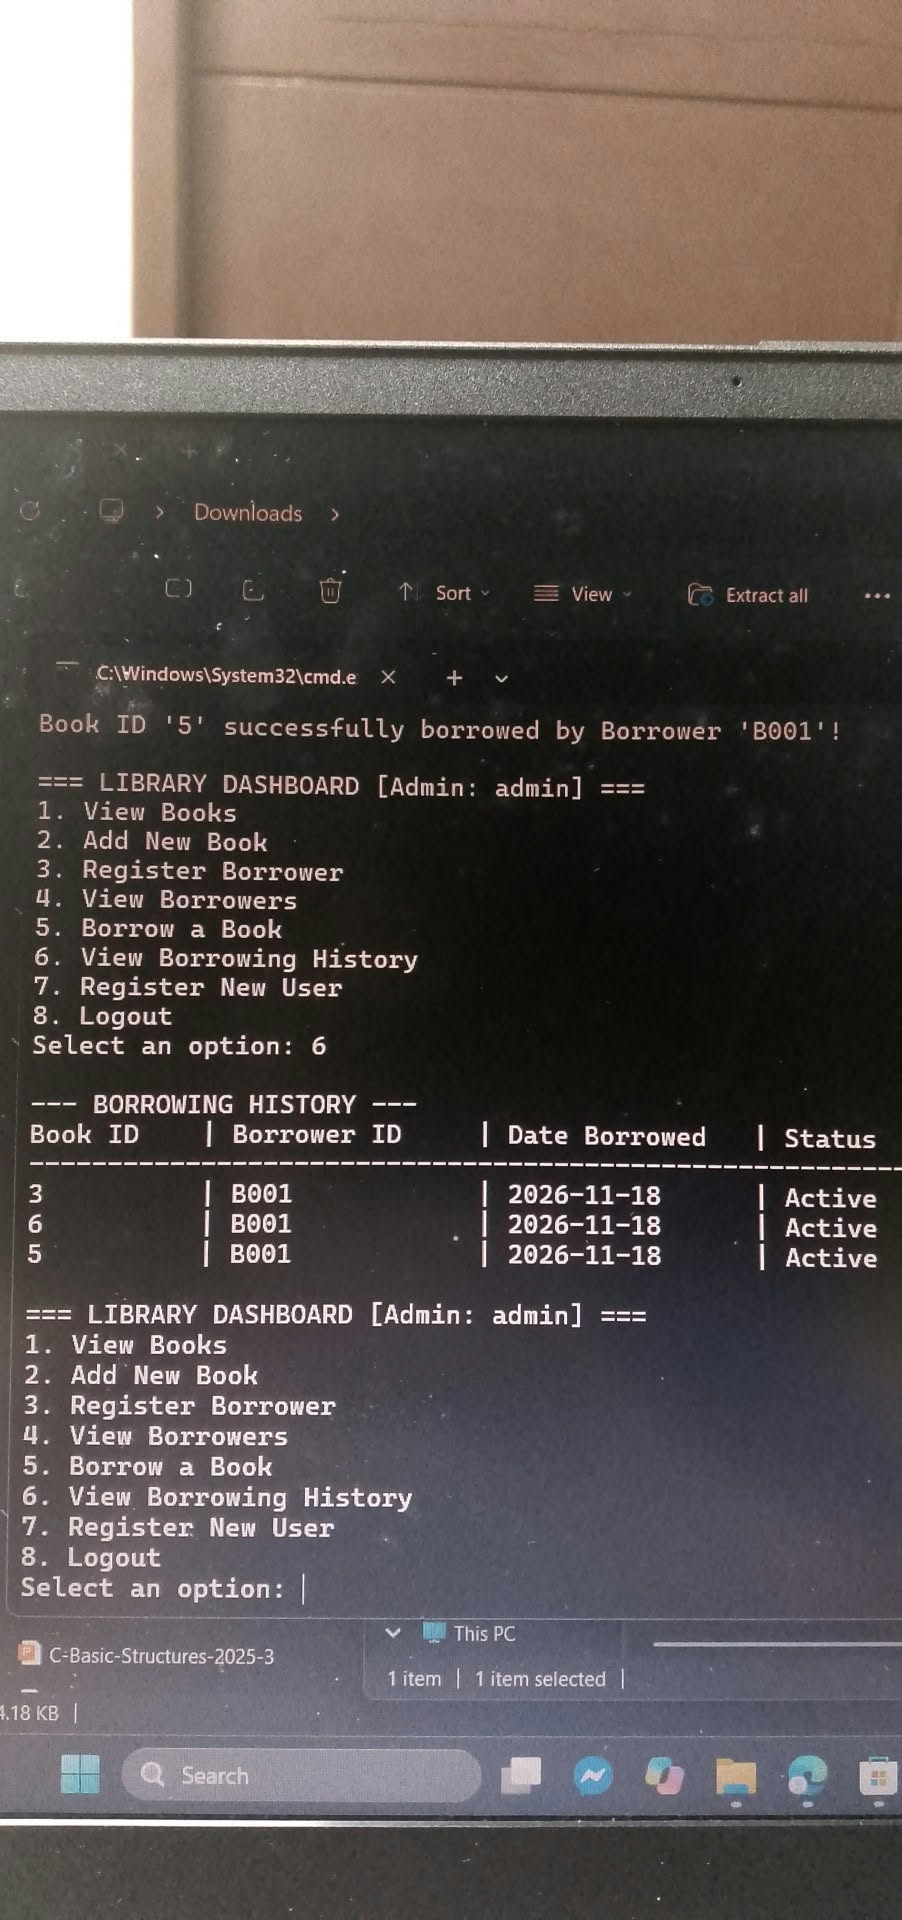 Downloads
Sort
View
Extract all
C:\Windows\System32\cmd.e
Book ID '5' successfully borrowed by Borrower 'B001'!
=== LIBRARY DASHBOARD [Admin: admin] ===
1. View Books
2. Add New Book
3. Register Borrower
4. View Borrowers
5. Borrow a Book
6. View Borrowing History
7. Register New User
8. Logout
Select an option: 6
--- BORROWING HISTORY ---
Book ID | Borrower ID | Date Borrowed | Status
3 | B001 | 2026-11-18 | Active
6 | B001 | 2026-11-18 | Active
5 | B001 | 2026-11-18 | Active
=== LIBRARY DASHBOARD [Admin: admin] ===
1. View Books
2. Add New Book
3. Register Borrower
4. View Borrowers
5. Borrow a Book
6. View Borrowing History
7. Register New User
8. Logout
Select an option:
This PC
C-Basic-Structures-2025-3
1 item | 1 item selected |
4.18 KB |
Search